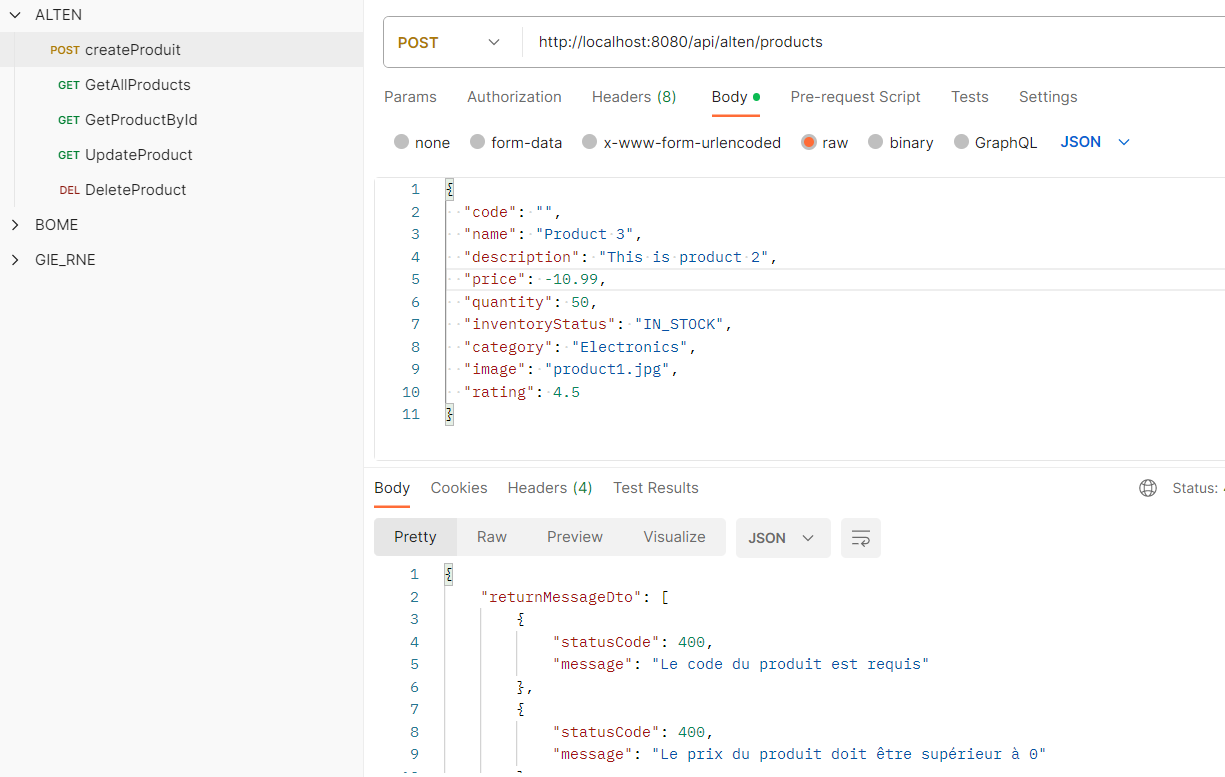 ALTEN
POST createProduit
GET GetAllProducts
GET GetProductById
GET UpdateProduct
DEL DeleteProduct
BOME
GIE_RNE
POST http://localhost:8080/api/alten/products
Params Authorization Headers (8) Body Pre-request Script Tests Settings
none form-data x-www-form-urlencoded raw binary GraphQL JSON
1 {
2 "code": "",
3 "name": "Product 3",
4 "description": "This is product 2",
5 "price": -10.99,
6 "quantity": 50,
7 "inventoryStatus": "IN_STOCK",
8 "category": "Electronics",
9 "image": "product1.jpg",
10 "rating": 4.5
11 }
Body Cookies Headers (4) Test Results Status:
Pretty Raw Preview Visualize JSON
1 {
2 "returnMessageDto": [
3 {
4 "statusCode": 400,
5 "message": "Le code du produit est requis"
6 },
7 {
8 "statusCode": 400,
9 "message": "Le prix du produit doit être supérieur à 0"